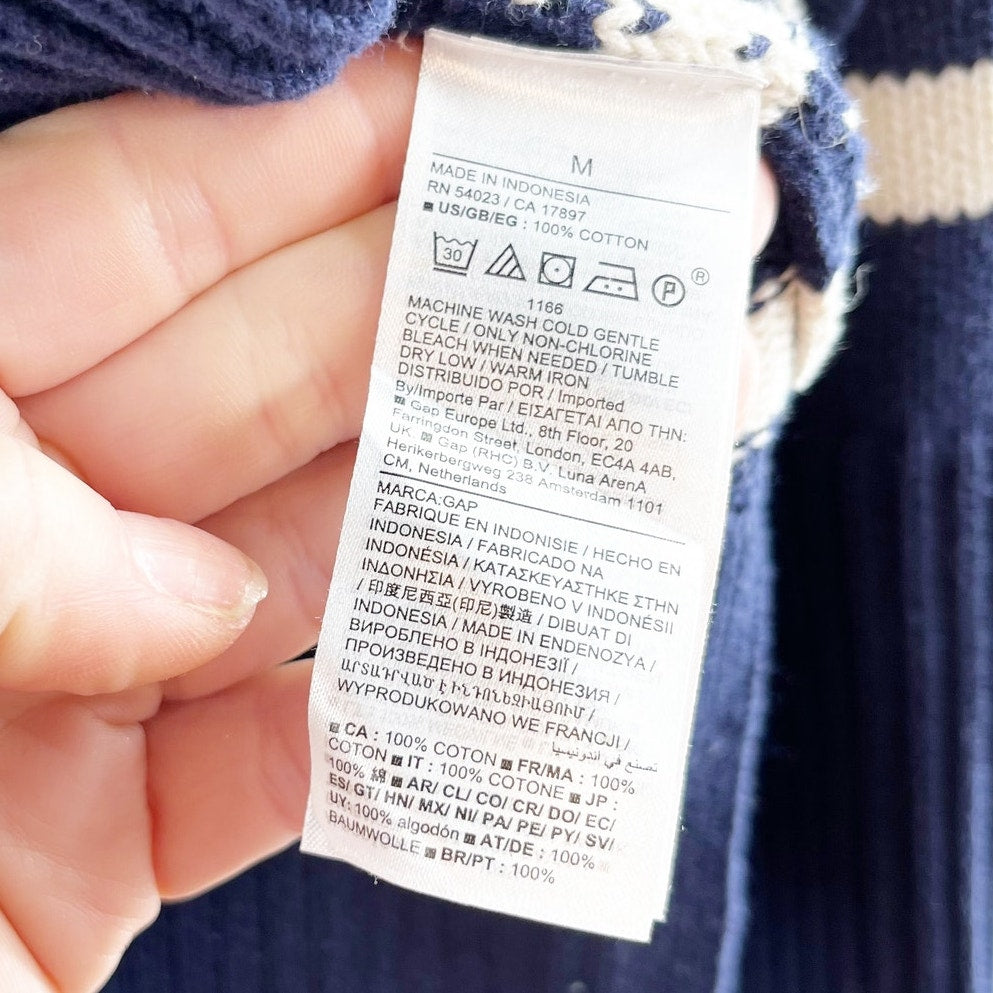 M
MADE IN INDONESIA
RN 54023 / CA 17897
US/GB/EG : 100% COTTON
30
P
®
1166
MACHINE WASH COLD GENTLE
CYCLE / ONLY NON-CHLORINE
BLEACH WHEN NEEDED / TUMBLE
DRY LOW / WARM IRON
DISTRIBUIDO POR / Imported
By/Importe Par / ΕΙΣΑΓΕΤΑΙ ΑΠΟ ΤΗΝ:
Gap Europe Ltd., 8th Floor, 20
Farringdon Street, London, EC4A 4AB,
UK Gap (RHC) B.V. Luna ArenA
Herikerbergweg 238 Amsterdam 1101
CM, Netherlands
MARCA:GAP
FABRIQUE EN INDONISIE / HECHO EN
INDONESIA / FABRICADO NA
INDONÉSIA / ΚΑΤΑΣΚΕΥΑΣΤΗΚΕ ΣΤΗΝ
ΙΝΔΟΝΗΣΙΑ / VYROBENO V INDONÉSII
/ 印度尼西亞(印尼)製造 / DIBUAT DI
INDONESIA / MADE IN ENDENOZYA /
ВИРОБЛЕНО В ІНДОНЕЗІЇ /
ПРОИЗВЕДЕНО В ИНДОНЕЗИЯ /
ԱՐՏԱԴՐՎԱԾ Է ԻՆԴՈՆԵԶԻԱՅՈՒՄ /
WYPRODUKOWANO WE FRANCJI /
تصنع في اندونيسيا
CA : 100% COTON FR/MA : 100%
COTON IT : 100% COTONE JP :
100% 綿 AR/ CL/ CO/ CR/ DO/ EC/
ES/ GT/ HN/ MX/ NI/ PA/ PE/ PY/ SV/
UY: 100% algodón AT/DE : 100%
BAUMWOLLE BR/PT : 100%